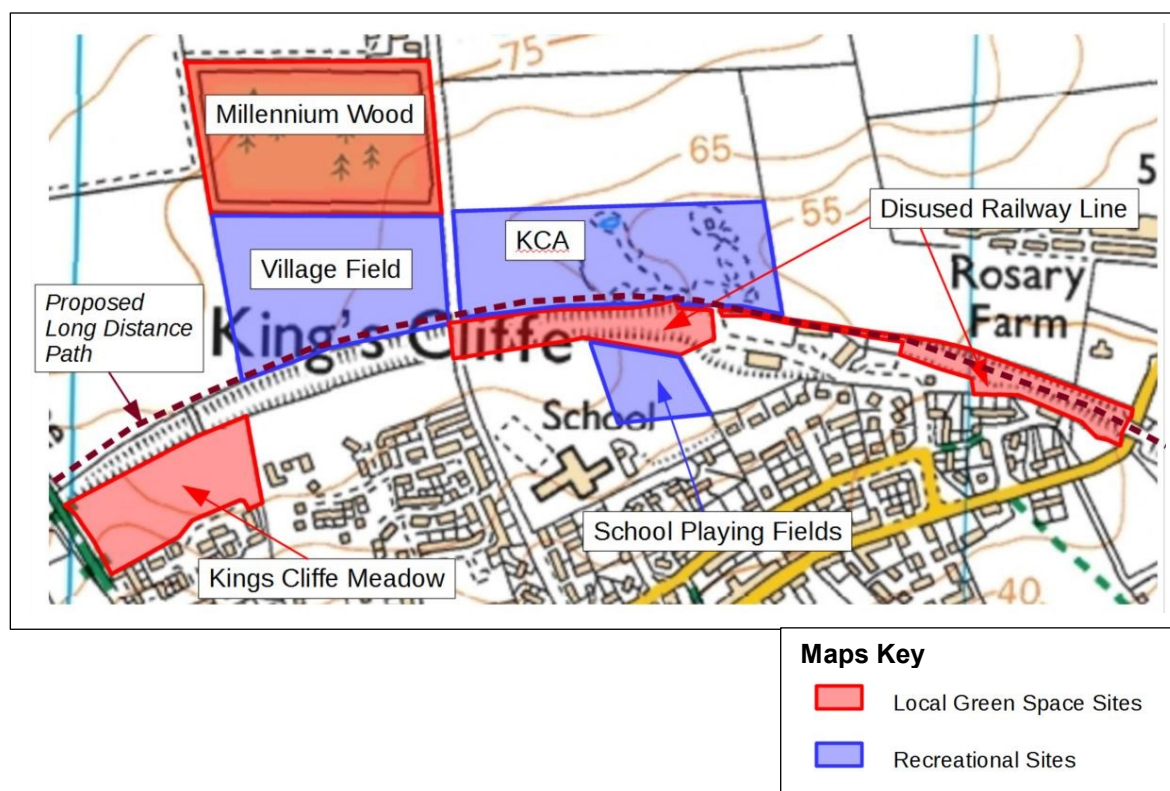 75
Millennium Wood
65
5
Disused Railway Line
KCA
55
Village Field
Rosary
Farm
Proposed
Long Distance
Path
King's Cliffe
School
School Playing Fields
Kings Cliffe Meadow
40
Maps Key
Local Green Space Sites
Recreational Sites